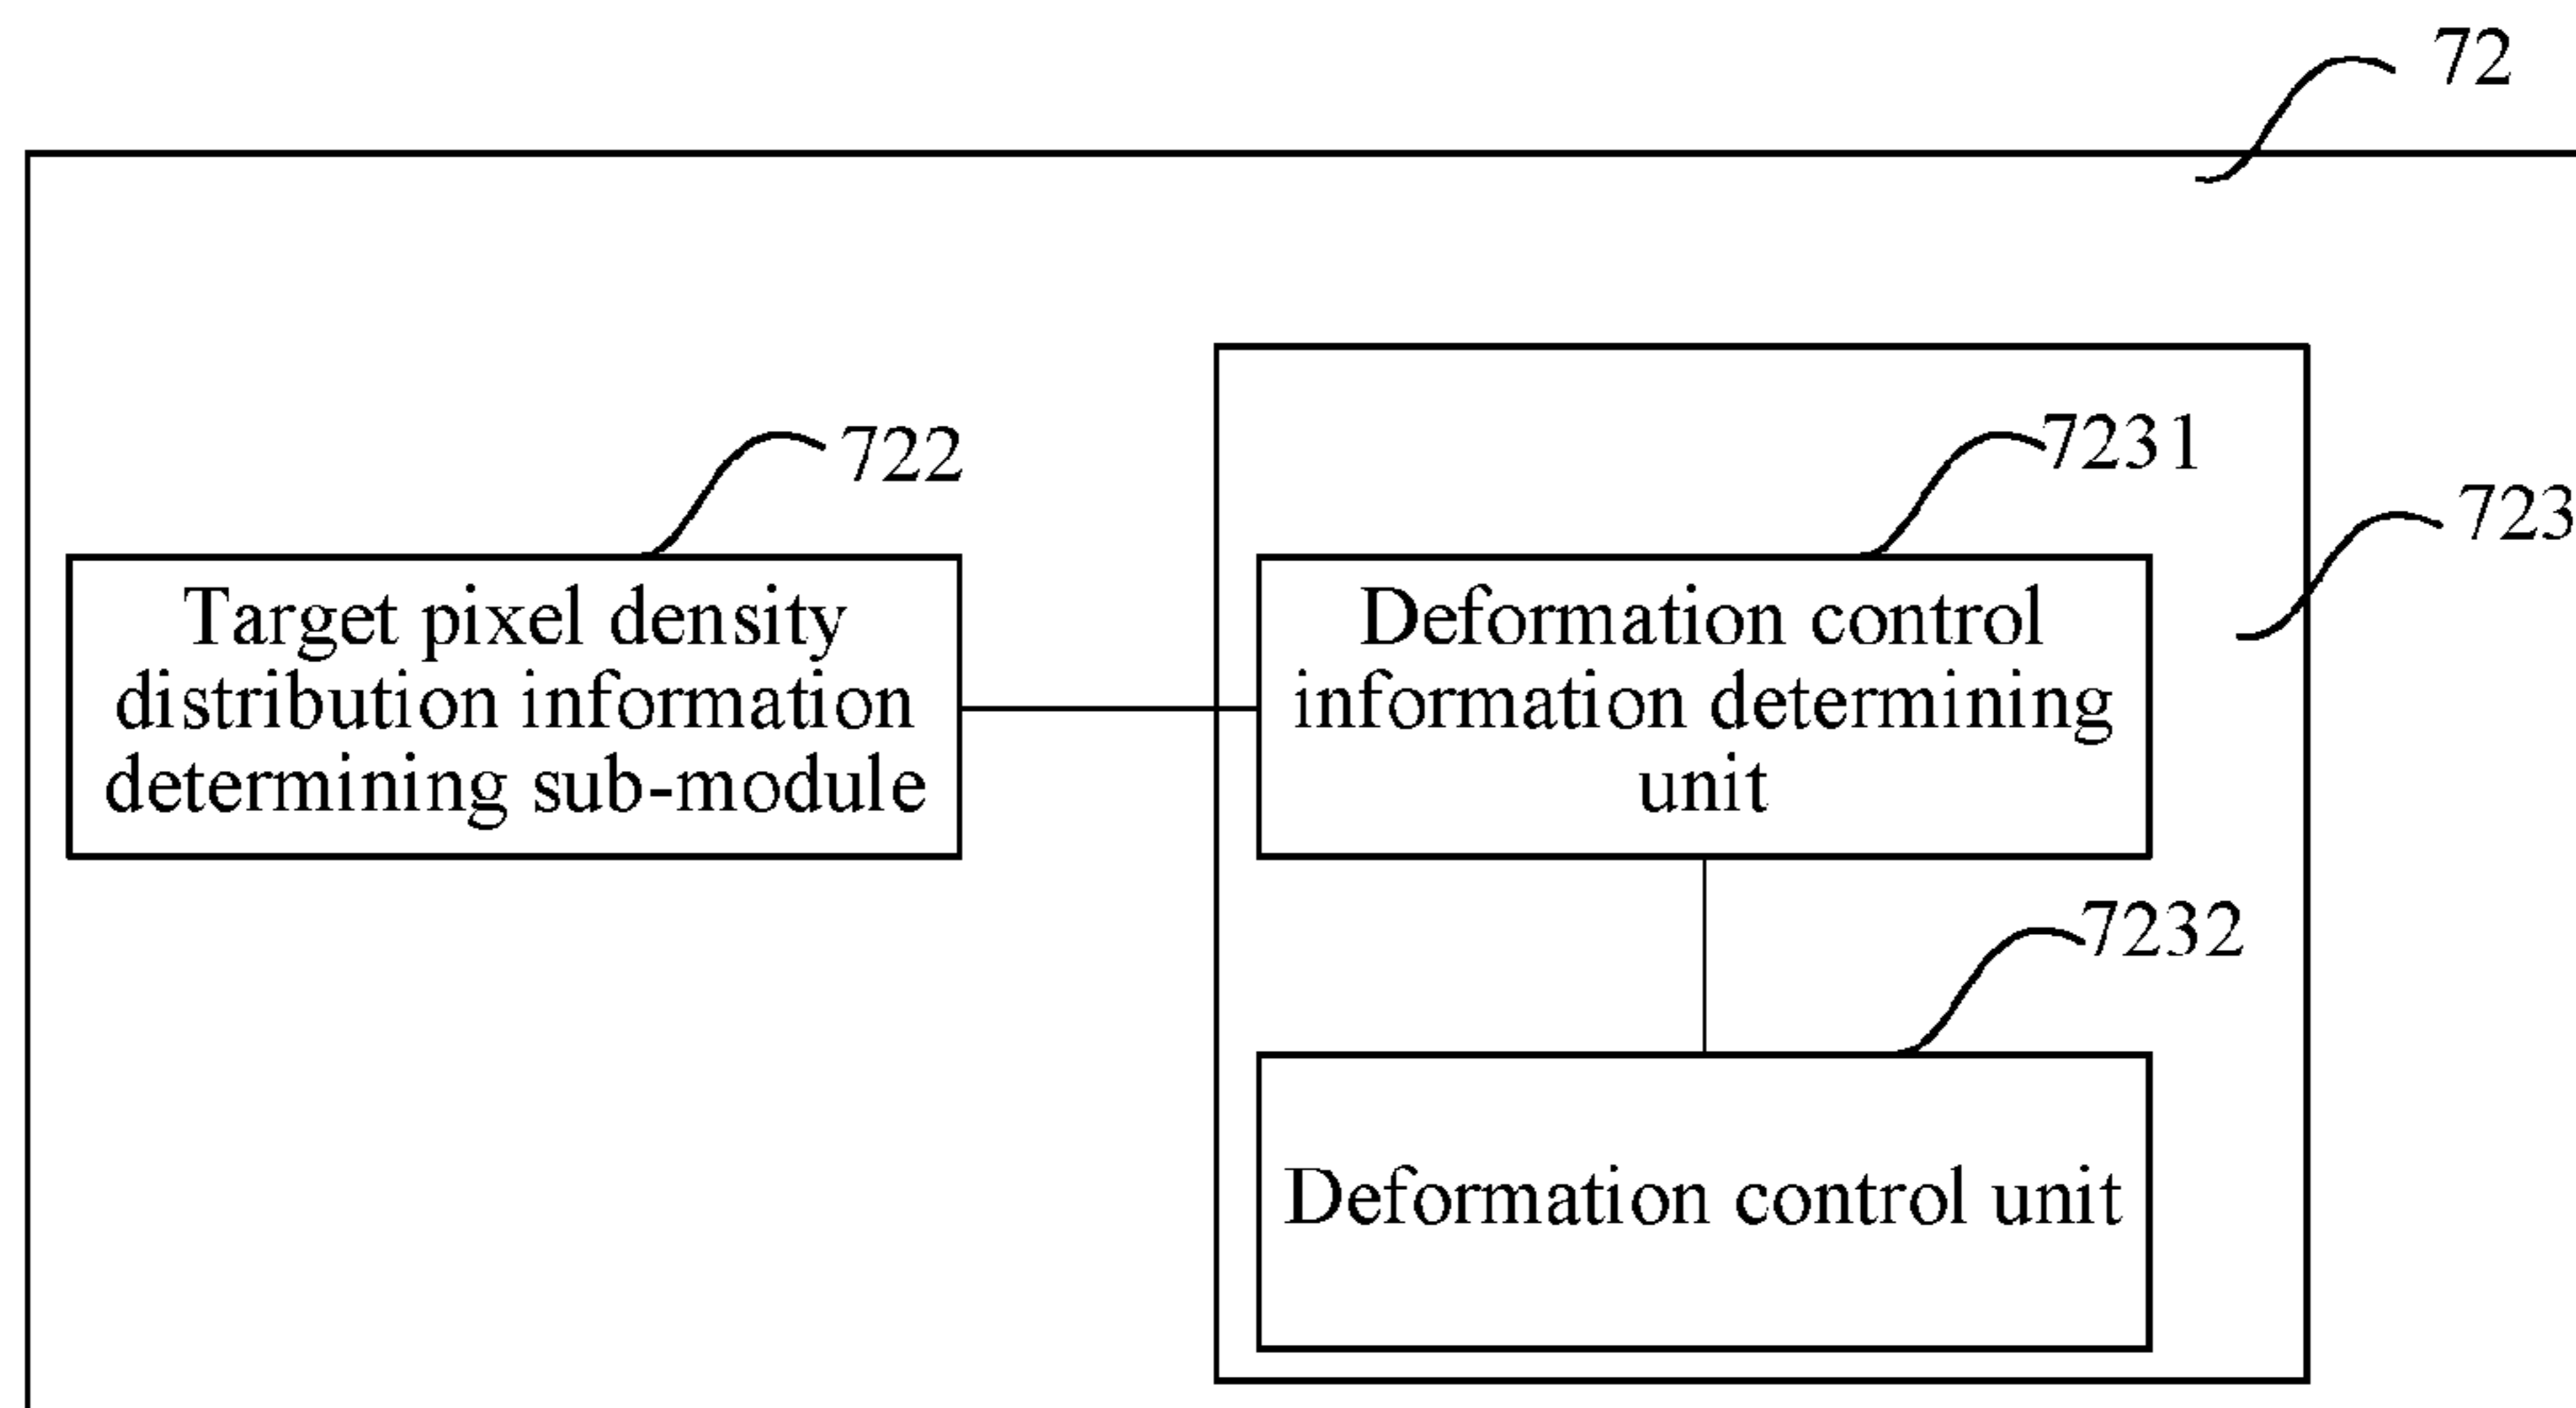 72
722
7231
723
Target pixel density
distribution information
determining sub-module
Deformation control
information determining
unit
7232
Deformation control unit